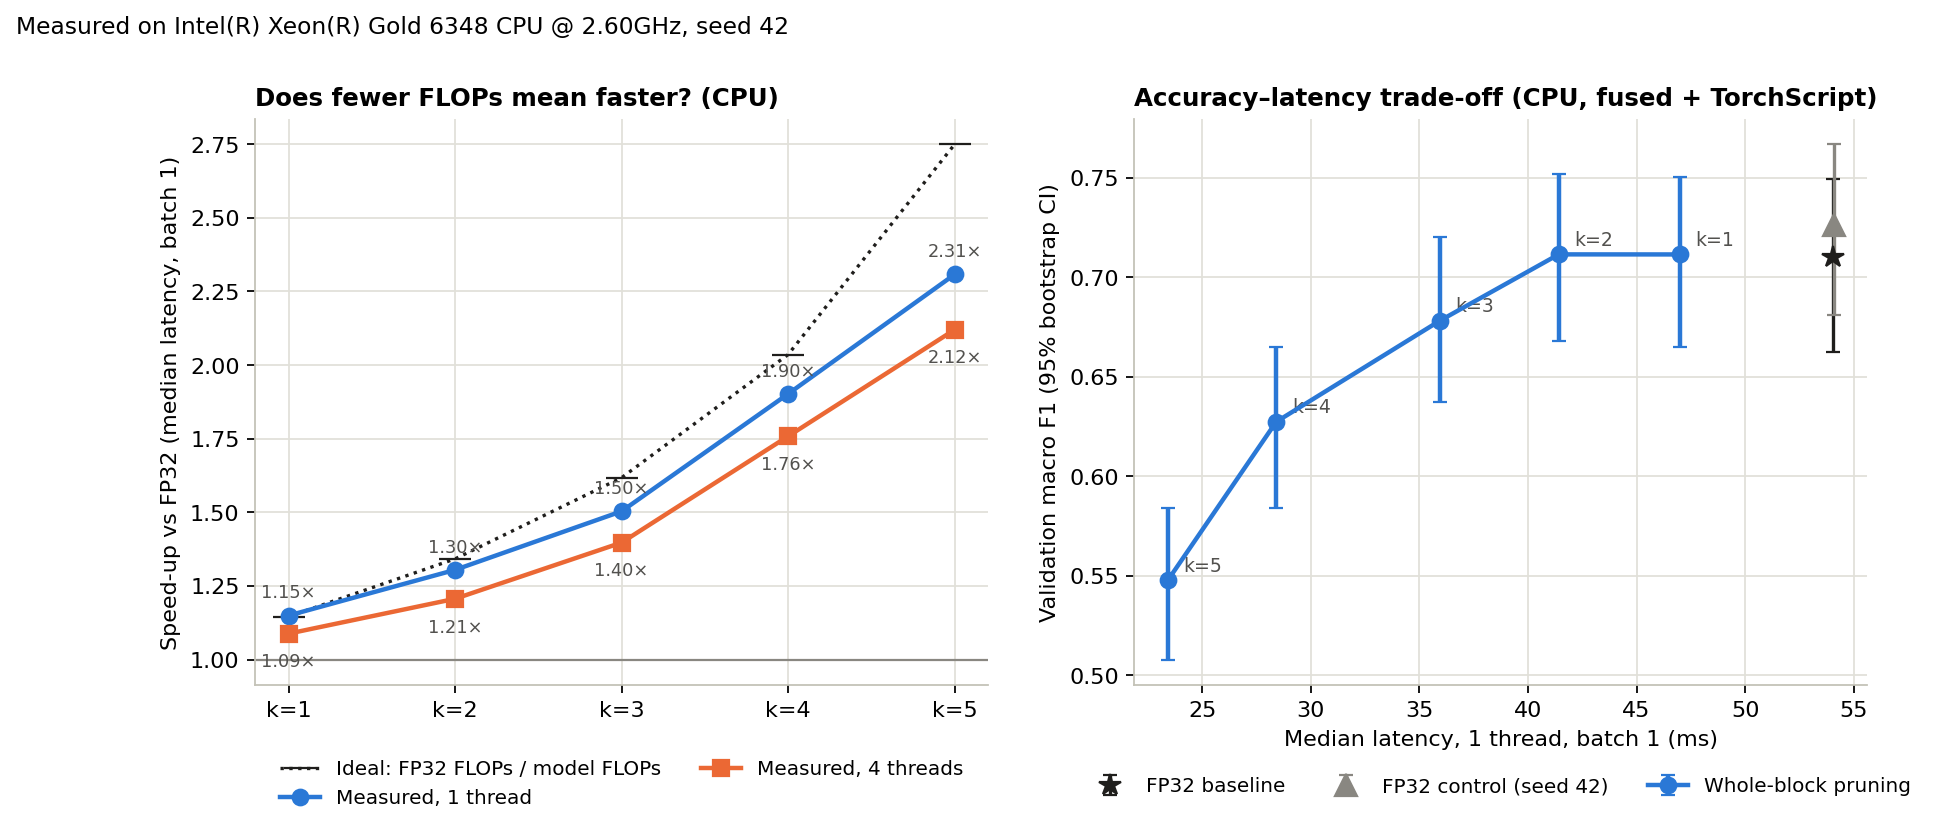 Measured on Intel(R) Xeon(R) Gold 6348 CPU @ 2.60GHz, seed 42
Does fewer FLOPs mean faster? (CPU)
Speed-up vs FP32 (median latency, batch 1)
2.75
2.50
2.25
2.00
1.75
1.50
1.25
1.00
2.31×
2.12×
1.90×
1.76×
1.50×
1.40×
1.30×
1.21×
1.15×
1.09×
k=1 k=2 k=3 k=4 k=5
Ideal: FP32 FLOPs / model FLOPs
Measured, 1 thread
Measured, 4 threads
Accuracy–latency trade-off (CPU, fused + TorchScript)
Validation macro F1 (95% bootstrap CI)
0.75
0.70
0.65
0.60
0.55
0.50
k=2
k=1
k=3
k=4
k=5
25 30 35 40 45 50 55
Median latency, 1 thread, batch 1 (ms)
FP32 baseline
FP32 control (seed 42)
Whole-block pruning